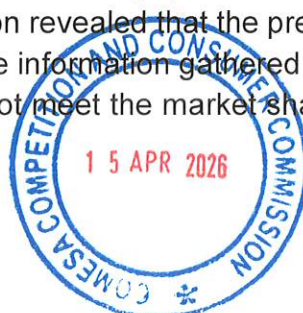 on revealed that the pre
e information gathered
ot meet the market sha
COMESA COMPETITION AND CONSUMER COMMISSION
15 APR 2026